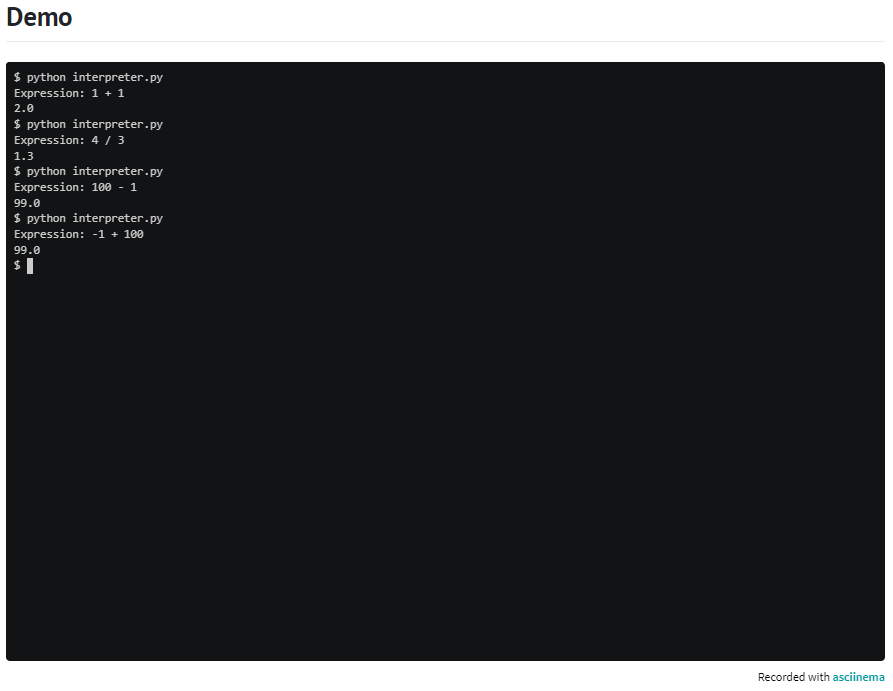 Demo
$ python interpreter.py
Expression: 1 + 1
2.0
$ python interpreter.py
Expression: 4 / 3
1.3
$ python interpreter.py
Expression: 100 - 1
99.0
$ python interpreter.py
Expression: -1 + 100
99.0
$
Recorded with asciinema